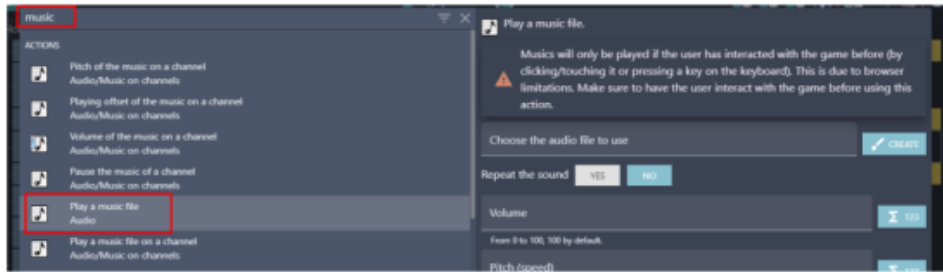 music
ACTIONS
Pitch of the music on a channel
Audio/Music on channels
Playing offset of the music on a channel
Audio/Music on channels
Volume of the music on a channel
Audio/Music on channels
Pause the music of a channel
Audio/Music on channels
Play a music file
Audio
Play a music file on a channel
Audio/Music on channels
Play a music file.
Musics will only be played if the user has interacted with the game before (by
clicking/touching it or pressing a key on the keyboard). This is due to browser
limitations. Make sure to have the user interact with the game before using this
action.
Choose the audio file to use
CREATE
Repeat the sound YES NO
Volume
Σ 123
From 0 to 100, 100 by default.
Pitch (speed)
Σ 123